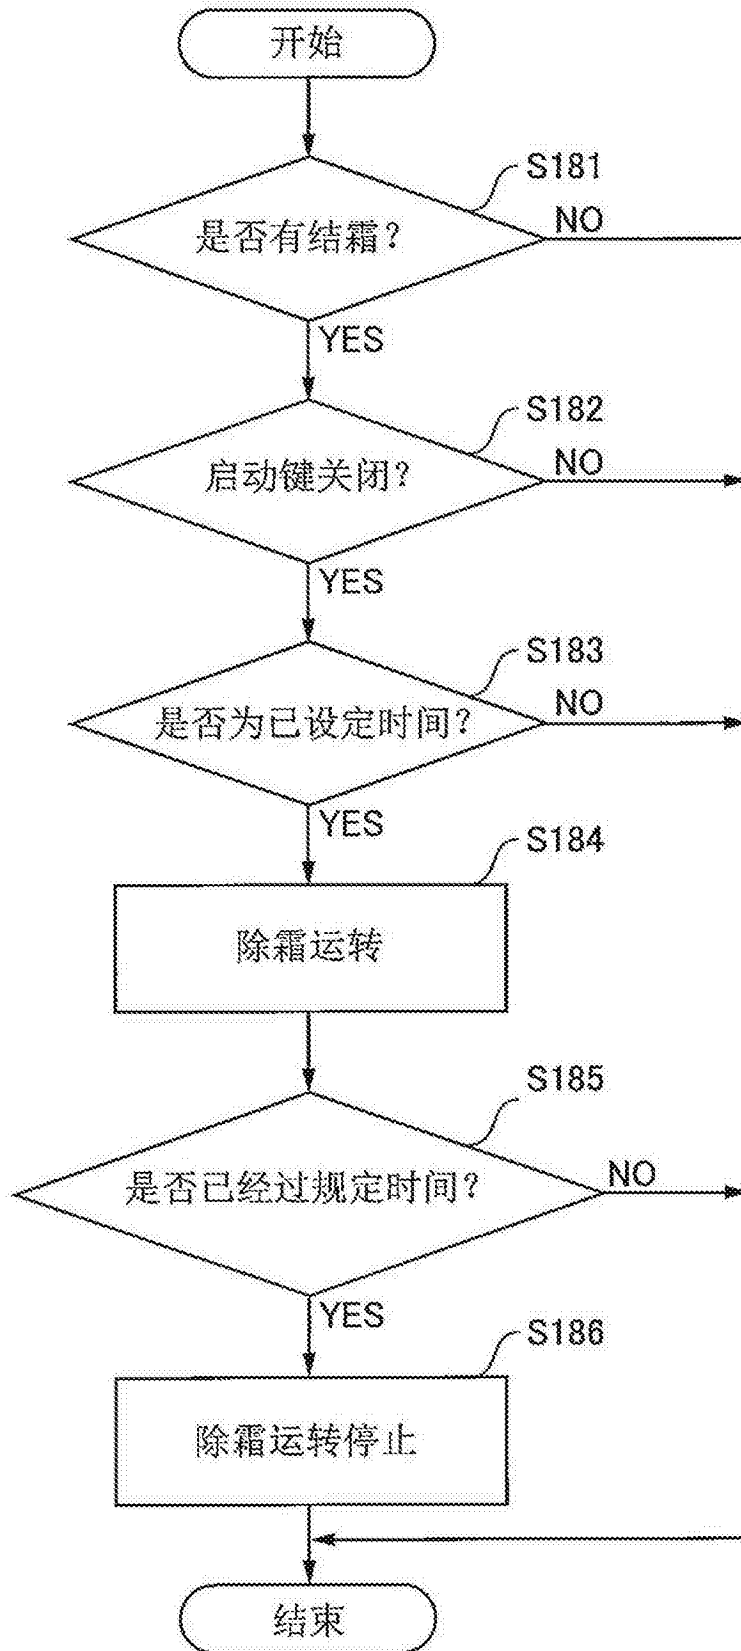 开始
S181
是否有结霜?
NO
YES
S182
启动键关闭?
NO
YES
S183
是否为已设定时间?
NO
YES
S184
除霜运转
S185
是否已经过规定时间?
NO
YES
S186
除霜运转停止
结束